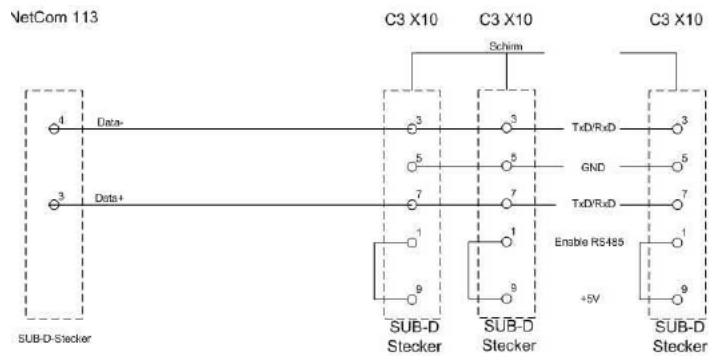 NetCom 113 C3 X10 C3 X10 C3 X10
Schirm
4 Data- 3 3 TxD/RxD 3
5 5 GND 5
3 Data+ 7 7 TxD/RxD 7
1 1 Enable RS485 1
9 9 +5V 9
SUB-D-Stecker
SUB-D Stecker
SUB-D Stecker
SUB-D Stecker